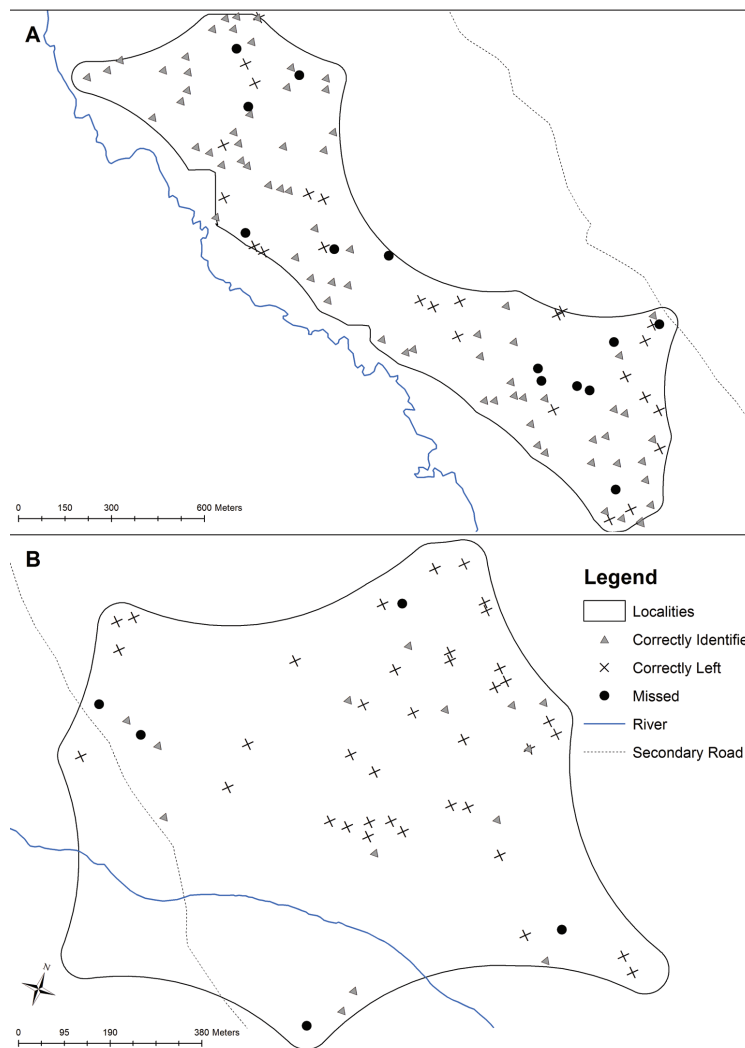 A
0 150 300 600 Meters
B
Legend
Localities
Correctly Identifie
Correctly Left
Missed
River
Secondary Road
N
0 95 190 380 Meters